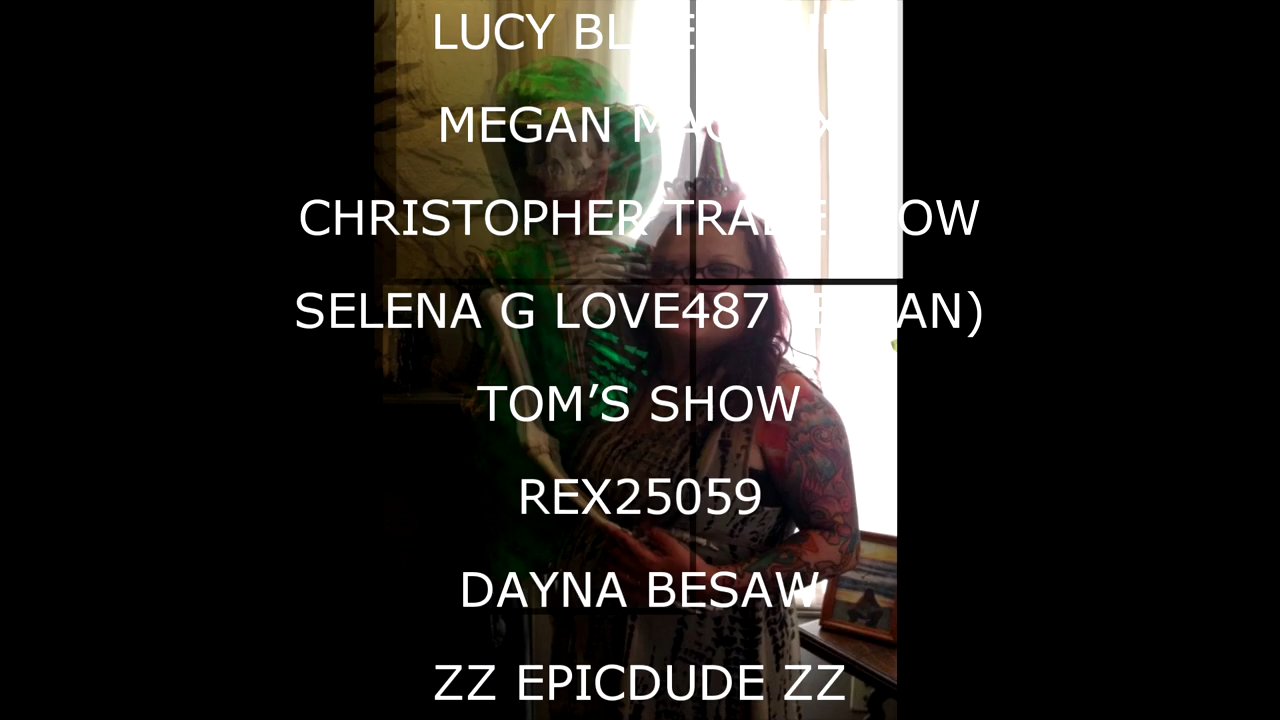 LUCY
MEGAN
CHRISTOPHER
SELENA G LOVE487
TOM’S SHOW
REX25059
DAYNA BESAW
ZZ EPICDUDE ZZ